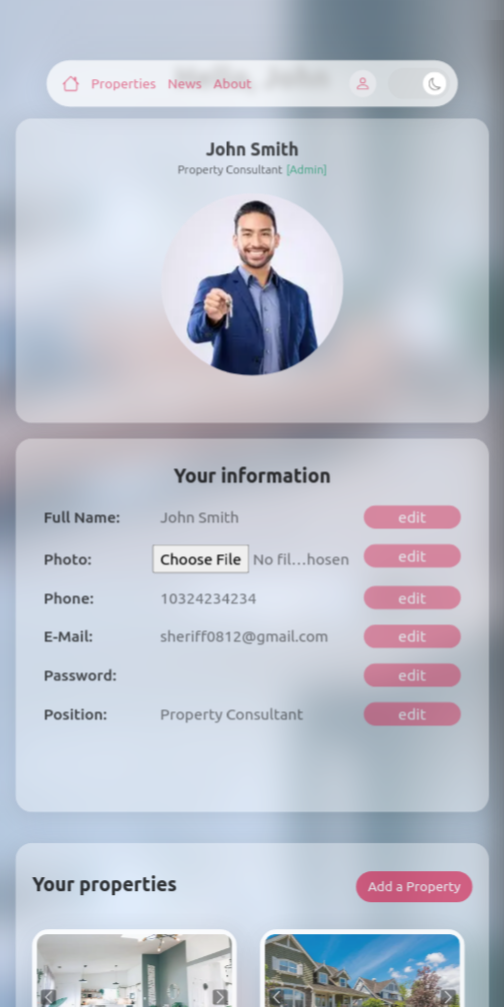 Properties News About
John Smith
Property Consultant [Admin]
Your information
Full Name: John Smith edit
Photo: Choose File No fil...hosen edit
Phone: 10324234234 edit
E-Mail: sheriff0812@gmail.com edit
Password: edit
Position: Property Consultant edit
Your properties Add a Property